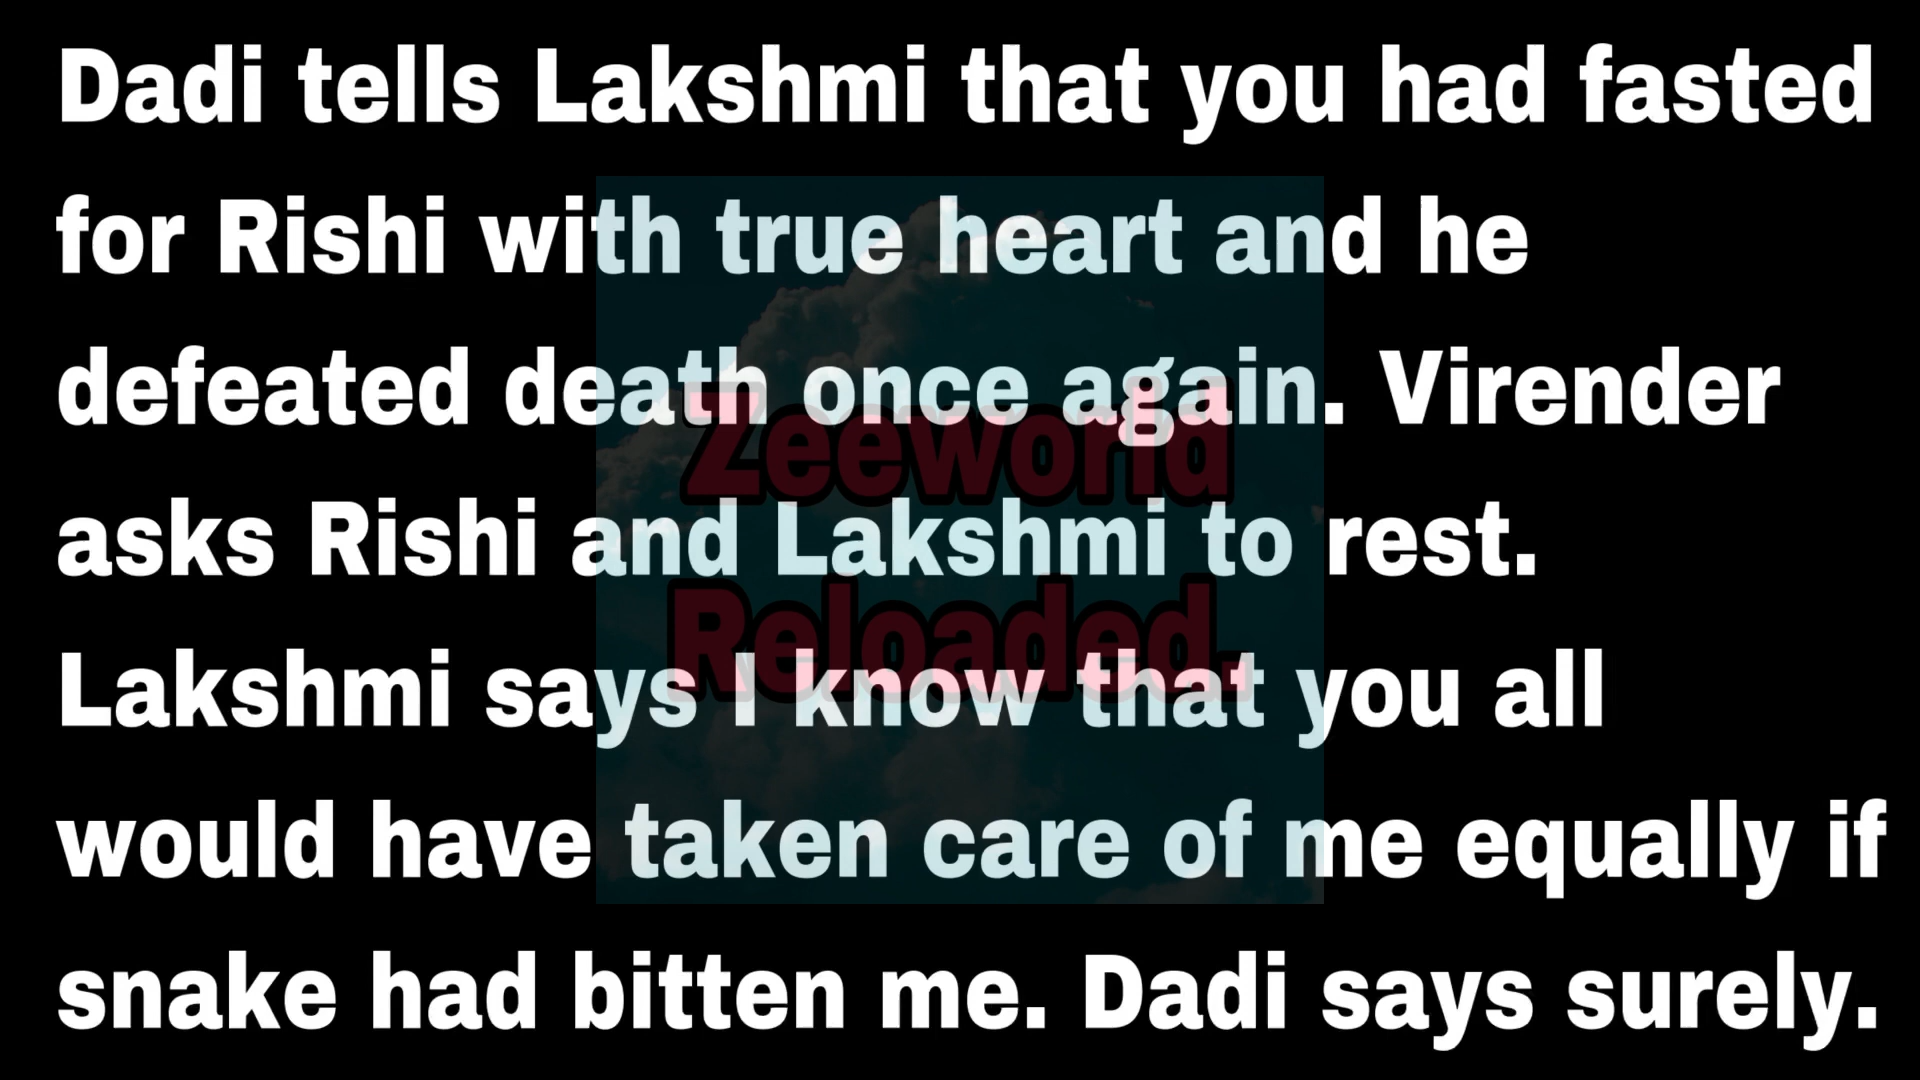 Dadi tells Lakshmi that you had fasted
for Rishi with true heart and he
defeated death once again. Virender
asks Rishi and Lakshmi to rest.
Lakshmi says I know that you all
would have taken care of me equally if
snake had bitten me. Dadi says surely.
Zeeworld
Reloaded.